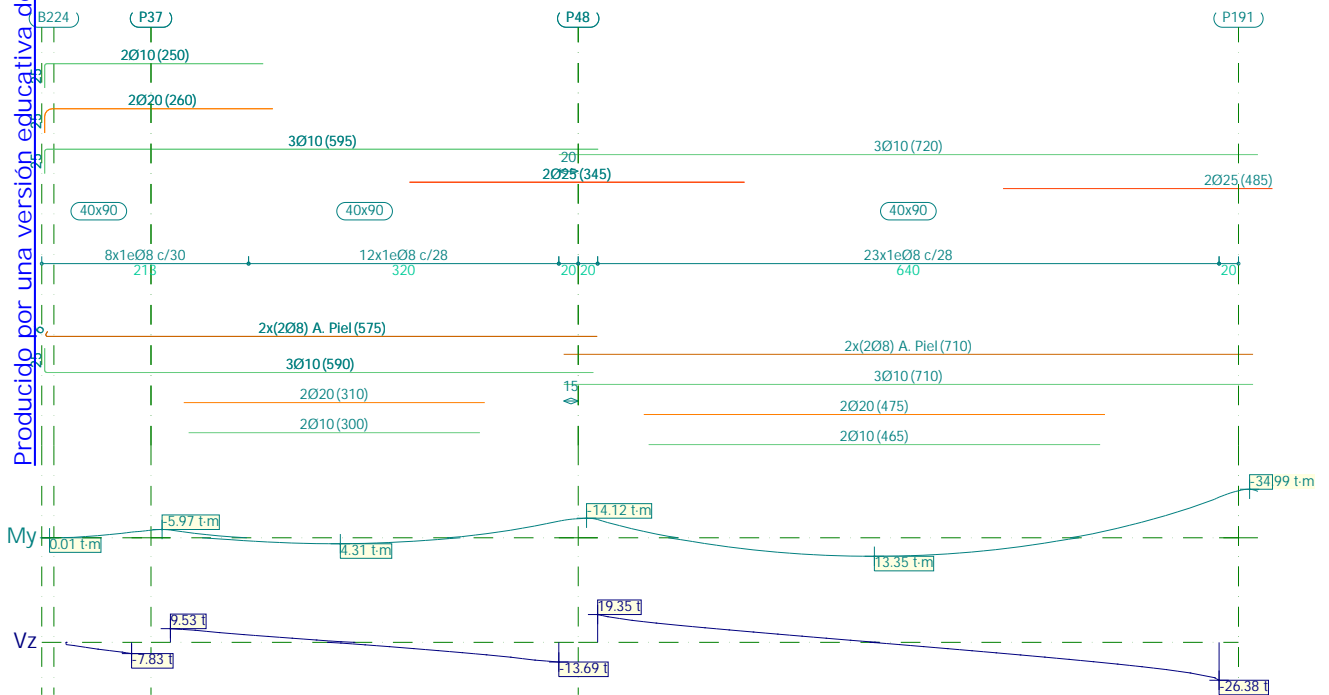 Producido por una versión educativa de
B224
P37
P48
P191
2Ø10 (250)
25
2Ø20 (260)
25
3Ø10 (595)
25
20
3Ø10 (720)
2Ø25 (345)
2Ø25 (485)
40x90
40x90
40x90
8x1eØ8 c/30
12x1eØ8 c/28
23x1eØ8 c/28
213
320
20
20
640
20
2x(2Ø8) A. Piel (575)
2x(2Ø8) A. Piel (710)
25
3Ø10 (590)
15
3Ø10 (710)
2Ø20 (310)
2Ø20 (475)
2Ø10 (300)
2Ø10 (465)
-34.99 t·m
-5.97 t·m
-14.12 t·m
My
0.01 t·m
4.31 t·m
13.35 t·m
9.53 t
19.35 t
Vz
-7.83 t
-13.69 t
-26.38 t